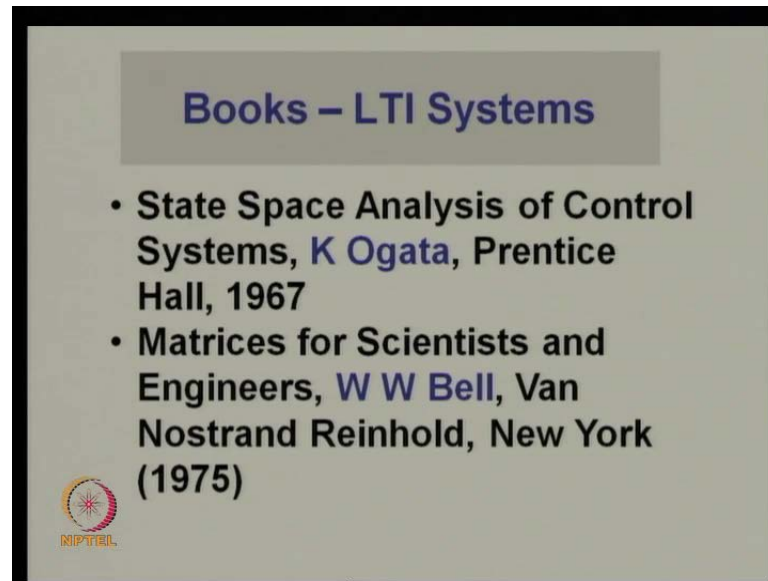 Books – LTI Systems
• State Space Analysis of Control
Systems, K Ogata, Prentice
Hall, 1967
• Matrices for Scientists and
Engineers, W W Bell, Van
Nostrand Reinhold, New York
(1975)
NPTEL